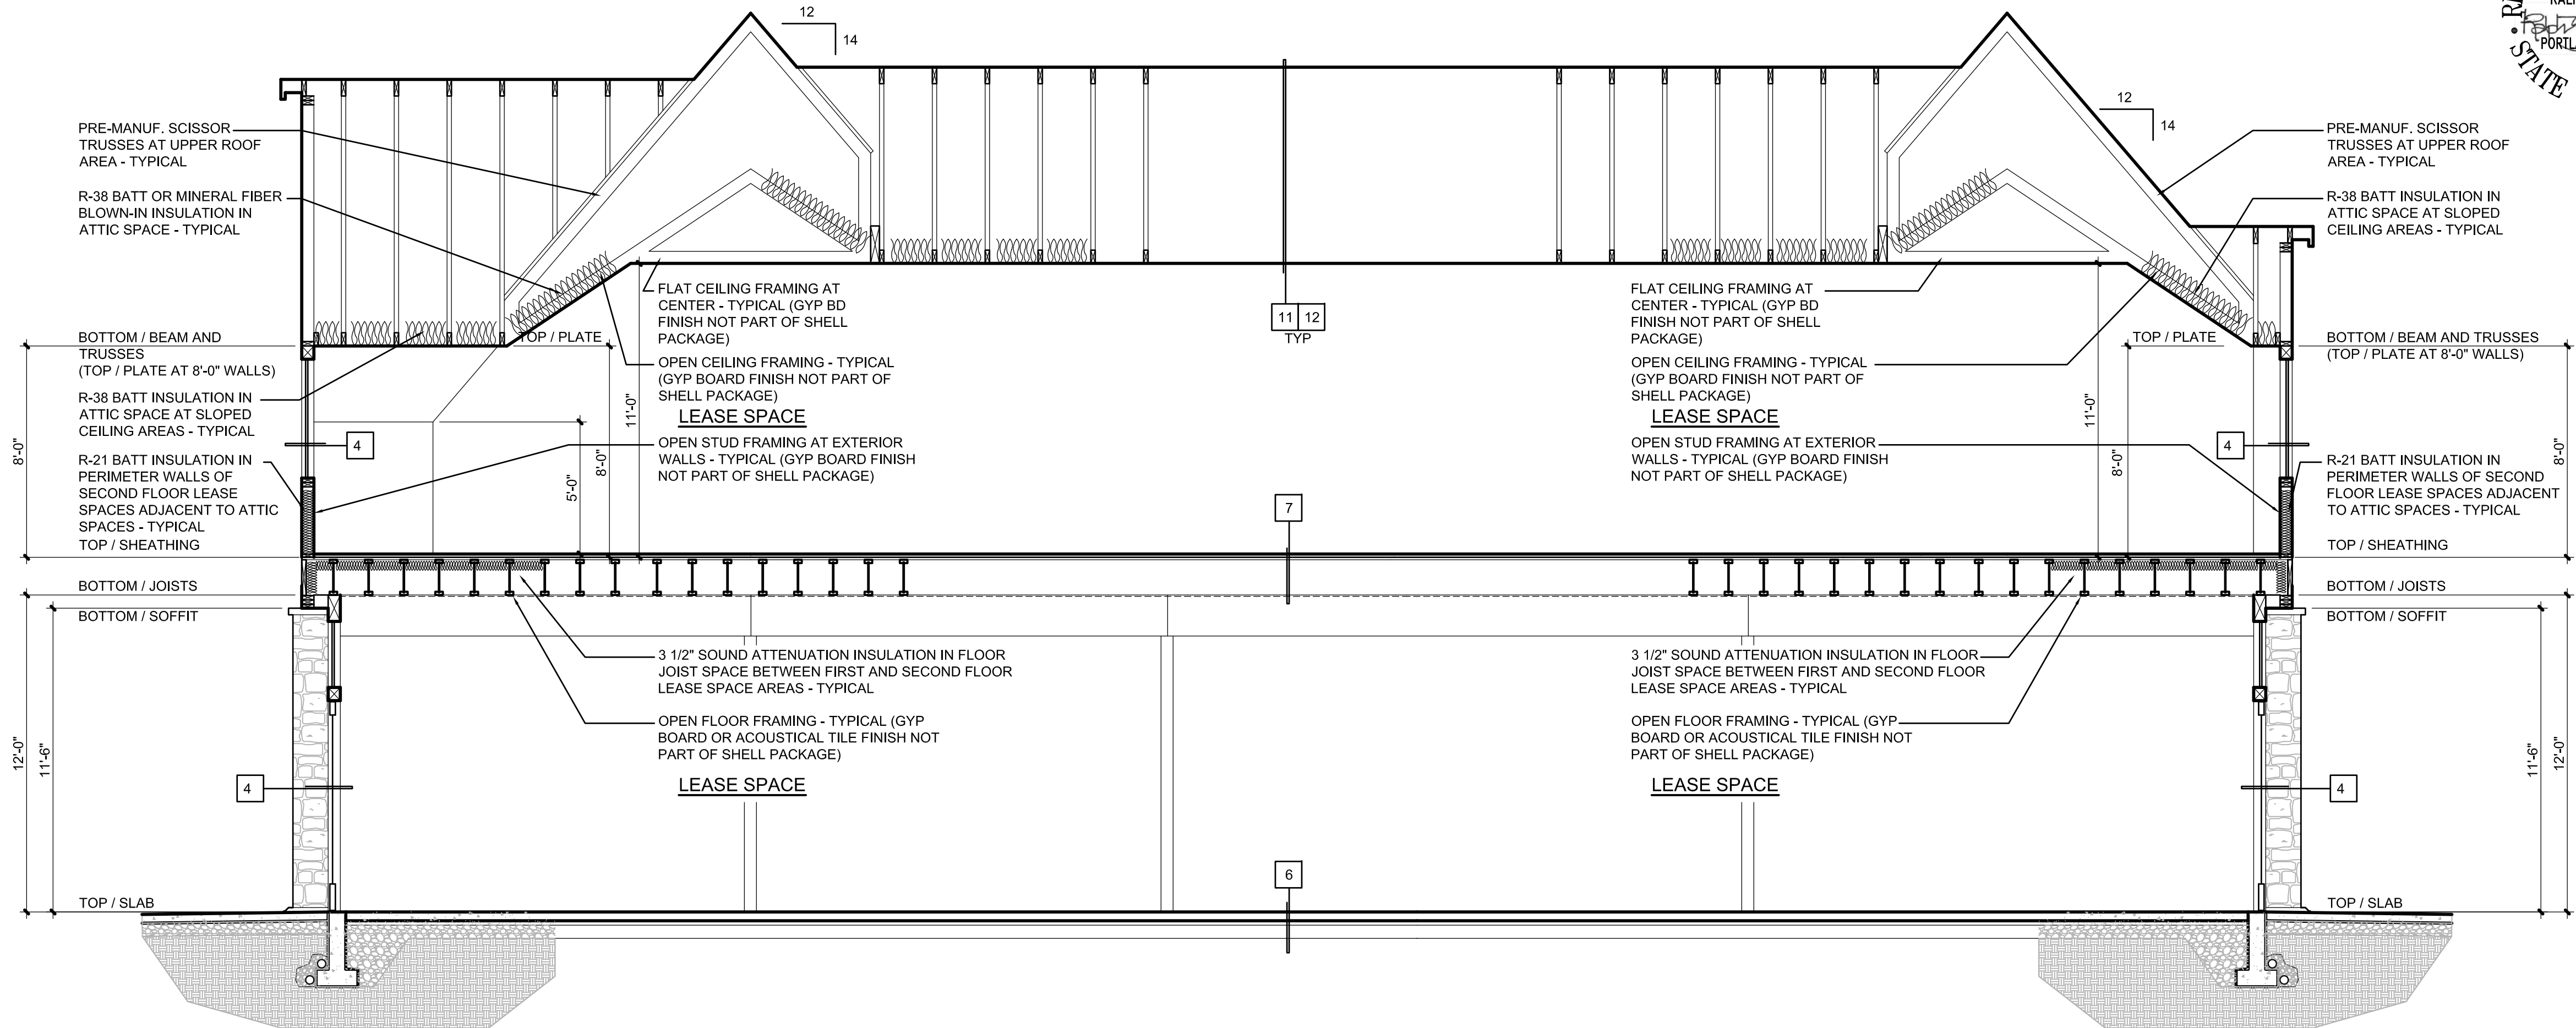 12
14
PRE-MANUF. SCISSOR
TRUSSES AT UPPER ROOF
AREA - TYPICAL
R-38 BATT OR MINERAL FIBER
BLOWN-IN INSULATION IN
ATTIC SPACE - TYPICAL
BOTTOM / BEAM AND
TRUSSES
(TOP / PLATE AT 8'-0" WALLS)
R-38 BATT INSULATION IN
ATTIC SPACE AT SLOPED
CEILING AREAS - TYPICAL
R-21 BATT INSULATION IN
PERIMETER WALLS OF
SECOND FLOOR LEASE
SPACES ADJACENT TO ATTIC
SPACES - TYPICAL
TOP / SHEATHING
BOTTOM / JOISTS
BOTTOM / SOFFIT
TOP / SLAB
8'-0"
12'-0"
11'-6"
4
4
TOP / PLATE
5'-0"
8'-0"
11'-0"
FLAT CEILING FRAMING AT
CENTER - TYPICAL (GYP BD
FINISH NOT PART OF SHELL
PACKAGE)
OPEN CEILING FRAMING - TYPICAL
(GYP BOARD FINISH NOT PART OF
SHELL PACKAGE)
LEASE SPACE
OPEN STUD FRAMING AT EXTERIOR
WALLS - TYPICAL (GYP BOARD FINISH
NOT PART OF SHELL PACKAGE)
3 1/2" SOUND ATTENUATION INSULATION IN FLOOR
JOIST SPACE BETWEEN FIRST AND SECOND FLOOR
LEASE SPACE AREAS - TYPICAL
OPEN FLOOR FRAMING - TYPICAL (GYP
BOARD OR ACOUSTICAL TILE FINISH NOT
PART OF SHELL PACKAGE)
LEASE SPACE
11 12
TYP
7
6
FLAT CEILING FRAMING AT
CENTER - TYPICAL (GYP BD
FINISH NOT PART OF SHELL
PACKAGE)
OPEN CEILING FRAMING - TYPICAL
(GYP BOARD FINISH NOT PART OF
SHELL PACKAGE)
LEASE SPACE
OPEN STUD FRAMING AT EXTERIOR
WALLS - TYPICAL (GYP BOARD FINISH
NOT PART OF SHELL PACKAGE)
3 1/2" SOUND ATTENUATION INSULATION IN FLOOR
JOIST SPACE BETWEEN FIRST AND SECOND FLOOR
LEASE SPACE AREAS - TYPICAL
OPEN FLOOR FRAMING - TYPICAL (GYP
BOARD OR ACOUSTICAL TILE FINISH NOT
PART OF SHELL PACKAGE)
LEASE SPACE
11'-0"
8'-0"
TOP / PLATE
4
4
12
14
PRE-MANUF. SCISSOR
TRUSSES AT UPPER ROOF
AREA - TYPICAL
R-38 BATT INSULATION IN
ATTIC SPACE AT SLOPED
CEILING AREAS - TYPICAL
BOTTOM / BEAM AND TRUSSES
(TOP / PLATE AT 8'-0" WALLS)
R-21 BATT INSULATION IN
PERIMETER WALLS OF SECOND
FLOOR LEASE SPACES ADJACENT
TO ATTIC SPACES - TYPICAL
TOP / SHEATHING
BOTTOM / JOISTS
BOTTOM / SOFFIT
TOP / SLAB
8'-0"
11'-6"
12'-0"
STATE